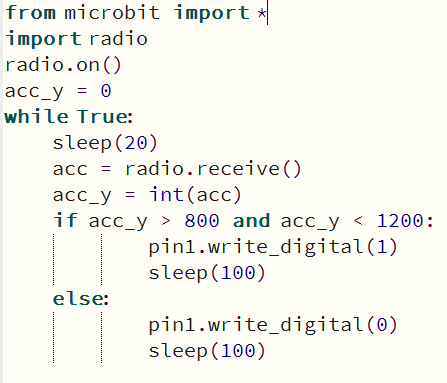 from microbit import *
import radio
radio.on()
acc_y = 0
while True:
    sleep(20)
    acc = radio.receive()
    acc_y = int(acc)
    if acc_y > 800 and acc_y < 1200:
            pin1.write_digital(1)
            sleep(100)
    else:
            pin1.write_digital(0)
            sleep(100)